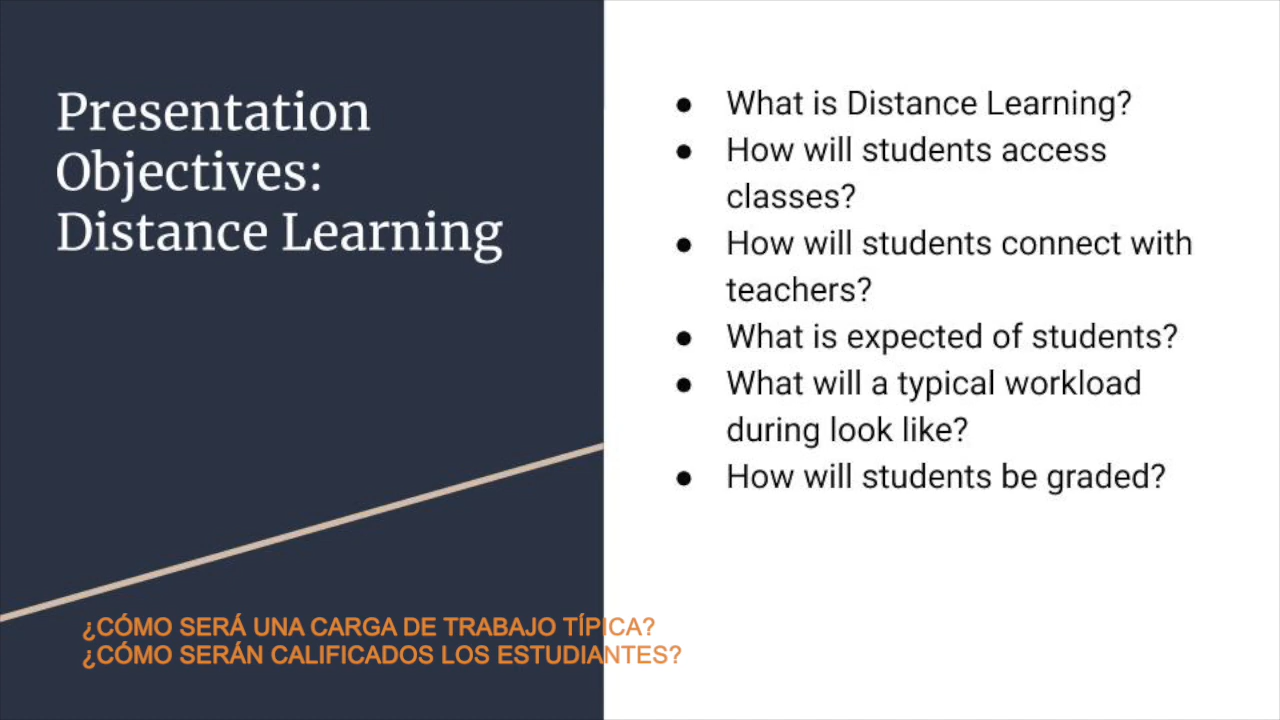 Presentation
Objectives:
Distance Learning
● What is Distance Learning?
● How will students access
classes?
● How will students connect with
teachers?
● What is expected of students?
● What will a typical workload
during look like?
● How will students be graded?
¿CÓMO SERÁ UNA CARGA DE TRABAJO TÍPICA?
¿CÓMO SERÁN CALIFICADOS LOS ESTUDIANTES?